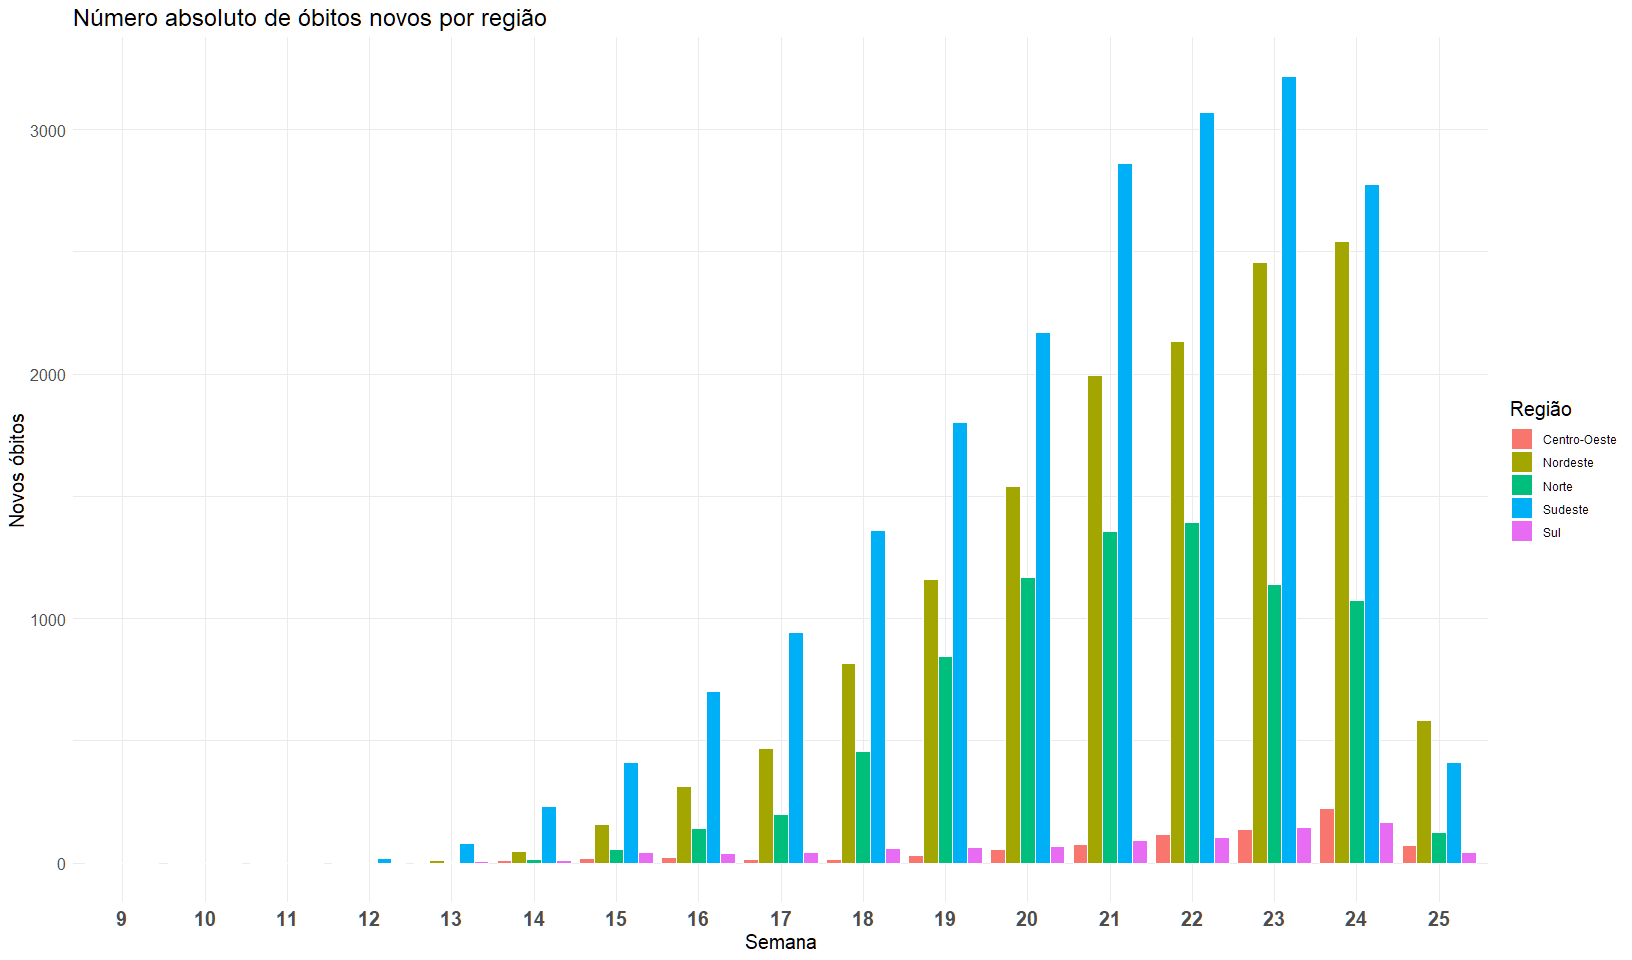 Número absoluto de óbitos novos por região
Novos óbitos
3000
2000
1000
0
9 10 11 12 13 14 15 16 17 18 19 20 21 22 23 24 25
Semana
Região
Centro-Oeste
Nordeste
Norte
Sudeste
Sul